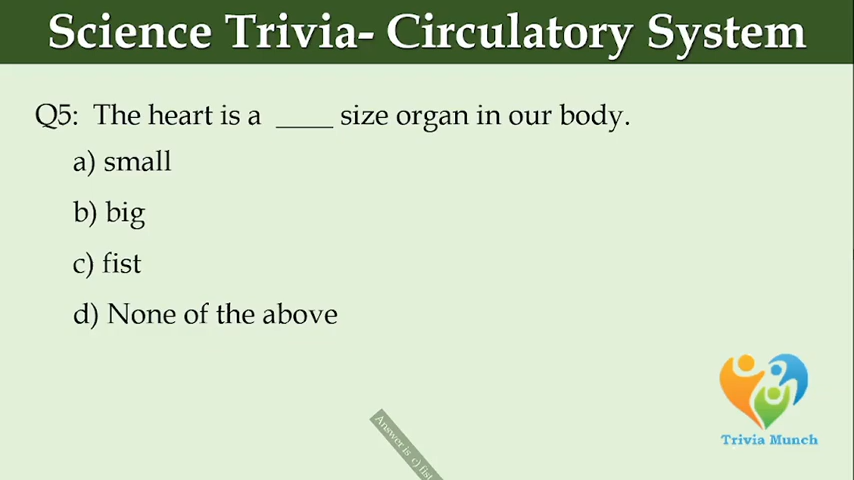 Science Trivia- Circulatory System
Q5: The heart is a ____ size organ in our body.
a) small
b) big
c) fist
d) None of the above
Answer is c) fist
Trivia Munch